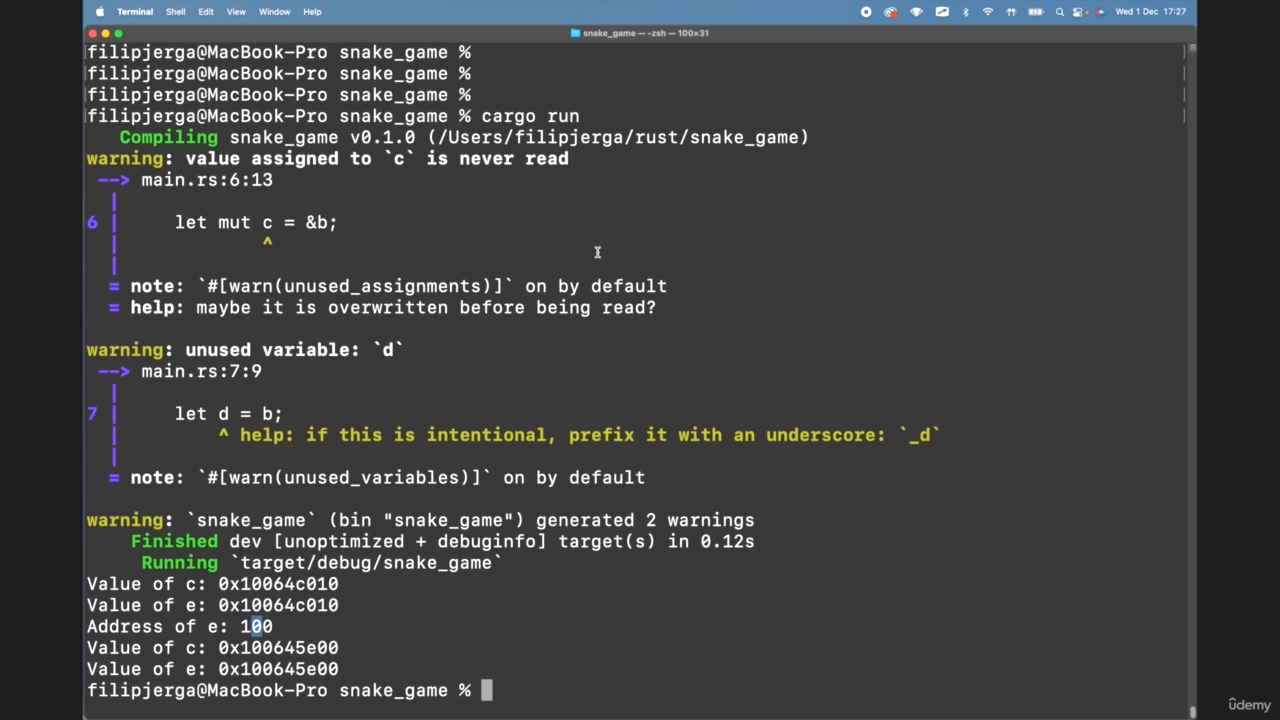 Terminal Shell Edit View Window Help Wed 1 Dec 17:27
snake_game — -zsh — 100×31
filipjerga@MacBook-Pro snake_game %
filipjerga@MacBook-Pro snake_game %
filipjerga@MacBook-Pro snake_game %
filipjerga@MacBook-Pro snake_game % cargo run
Compiling snake_game v0.1.0 (/Users/filipjerga/rust/snake_game)
warning: value assigned to `c` is never read
--> main.rs:6:13
|
6 | let mut c = &b;
| ^
|
= note: `#[warn(unused_assignments)]` on by default
= help: maybe it is overwritten before being read?
warning: unused variable: `d`
--> main.rs:7:9
|
7 | let d = b;
| ^ help: if this is intentional, prefix it with an underscore: `_d`
|
= note: `#[warn(unused_variables)]` on by default
warning: `snake_game` (bin "snake_game") generated 2 warnings
Finished dev [unoptimized + debuginfo] target(s) in 0.12s
Running `target/debug/snake_game`
Value of c: 0x10064c010
Value of e: 0x10064c010
Address of e: 100
Value of c: 0x100645e00
Value of e: 0x100645e00
filipjerga@MacBook-Pro snake_game %
ûdemy